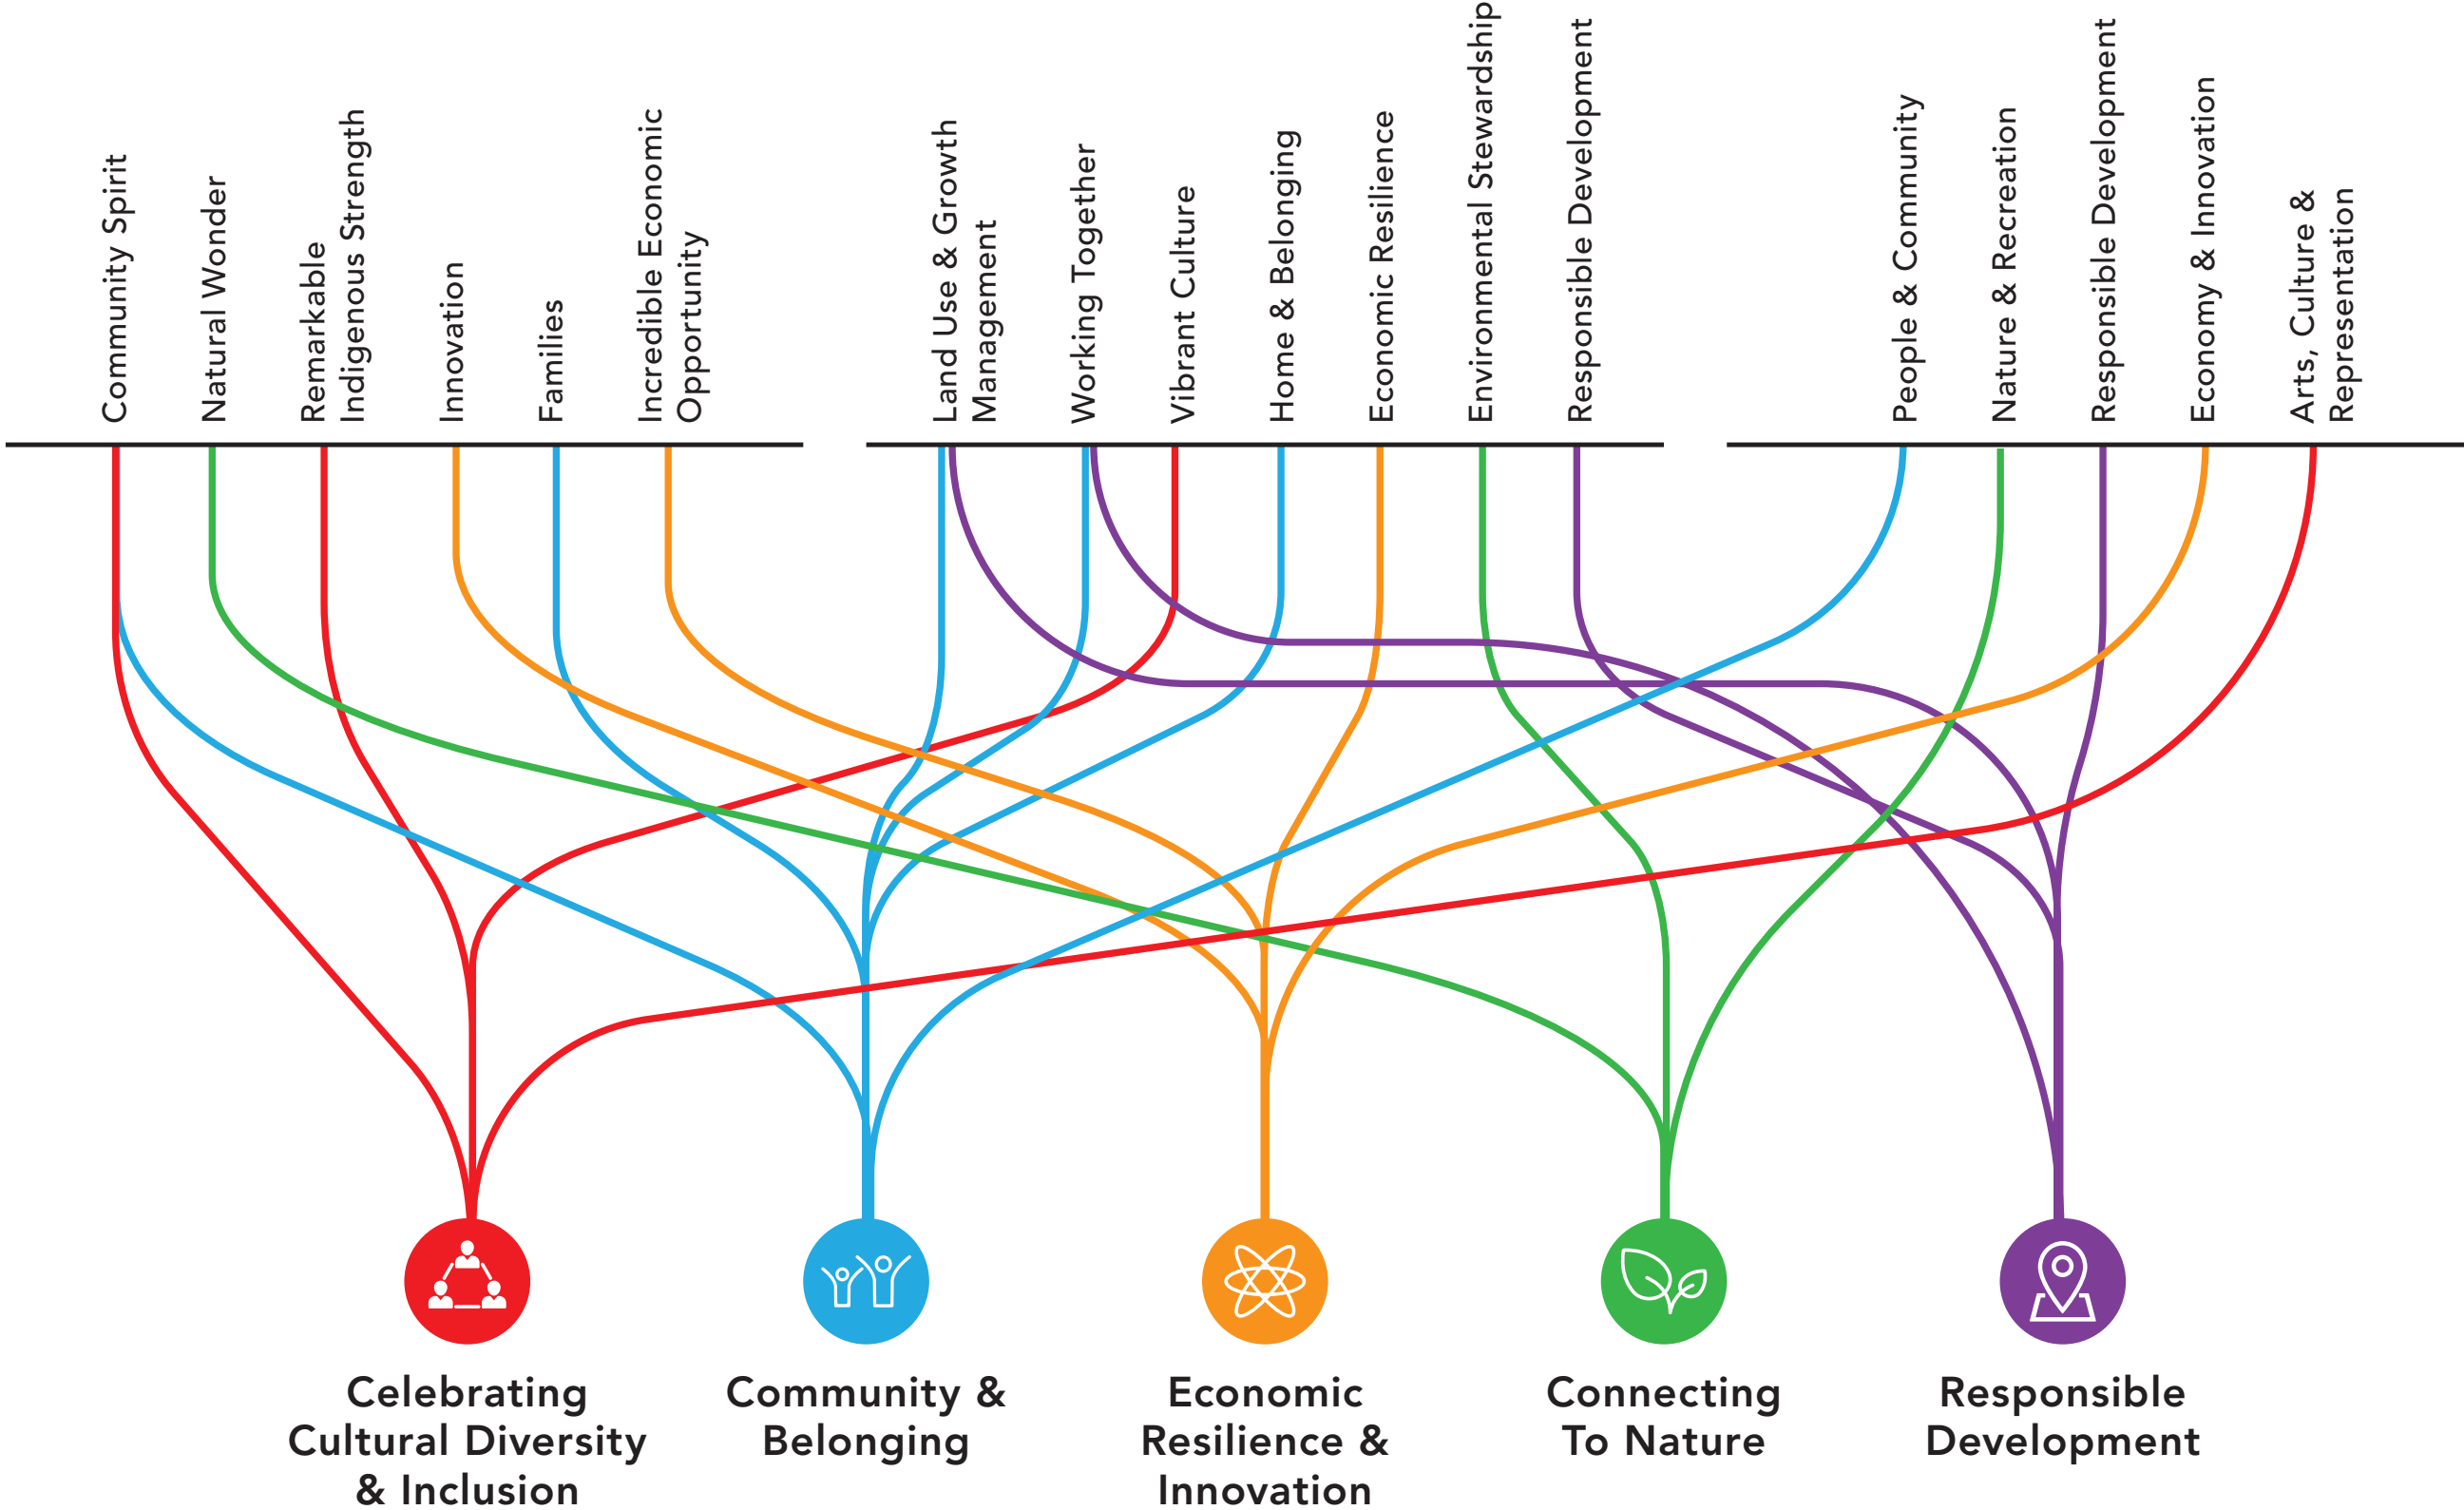 Community Spirit
Natural Wonder
Remarkable
Indigenous Strength
Innovation
Families
Incredible Economic
Opportunity
Land Use & Growth
Management
Working Together
Vibrant Culture
Home & Belonging
Economic Resilience
Environmental Stewardship
Responsible Development
People & Community
Nature & Recreation
Responsible Development
Economy & Innovation
Arts, Culture &
Representation
Celebrating
Cultural Diversity
& Inclusion
Community &
Belonging
Economic
Resilience &
Innovation
Connecting
To Nature
Responsible
Development